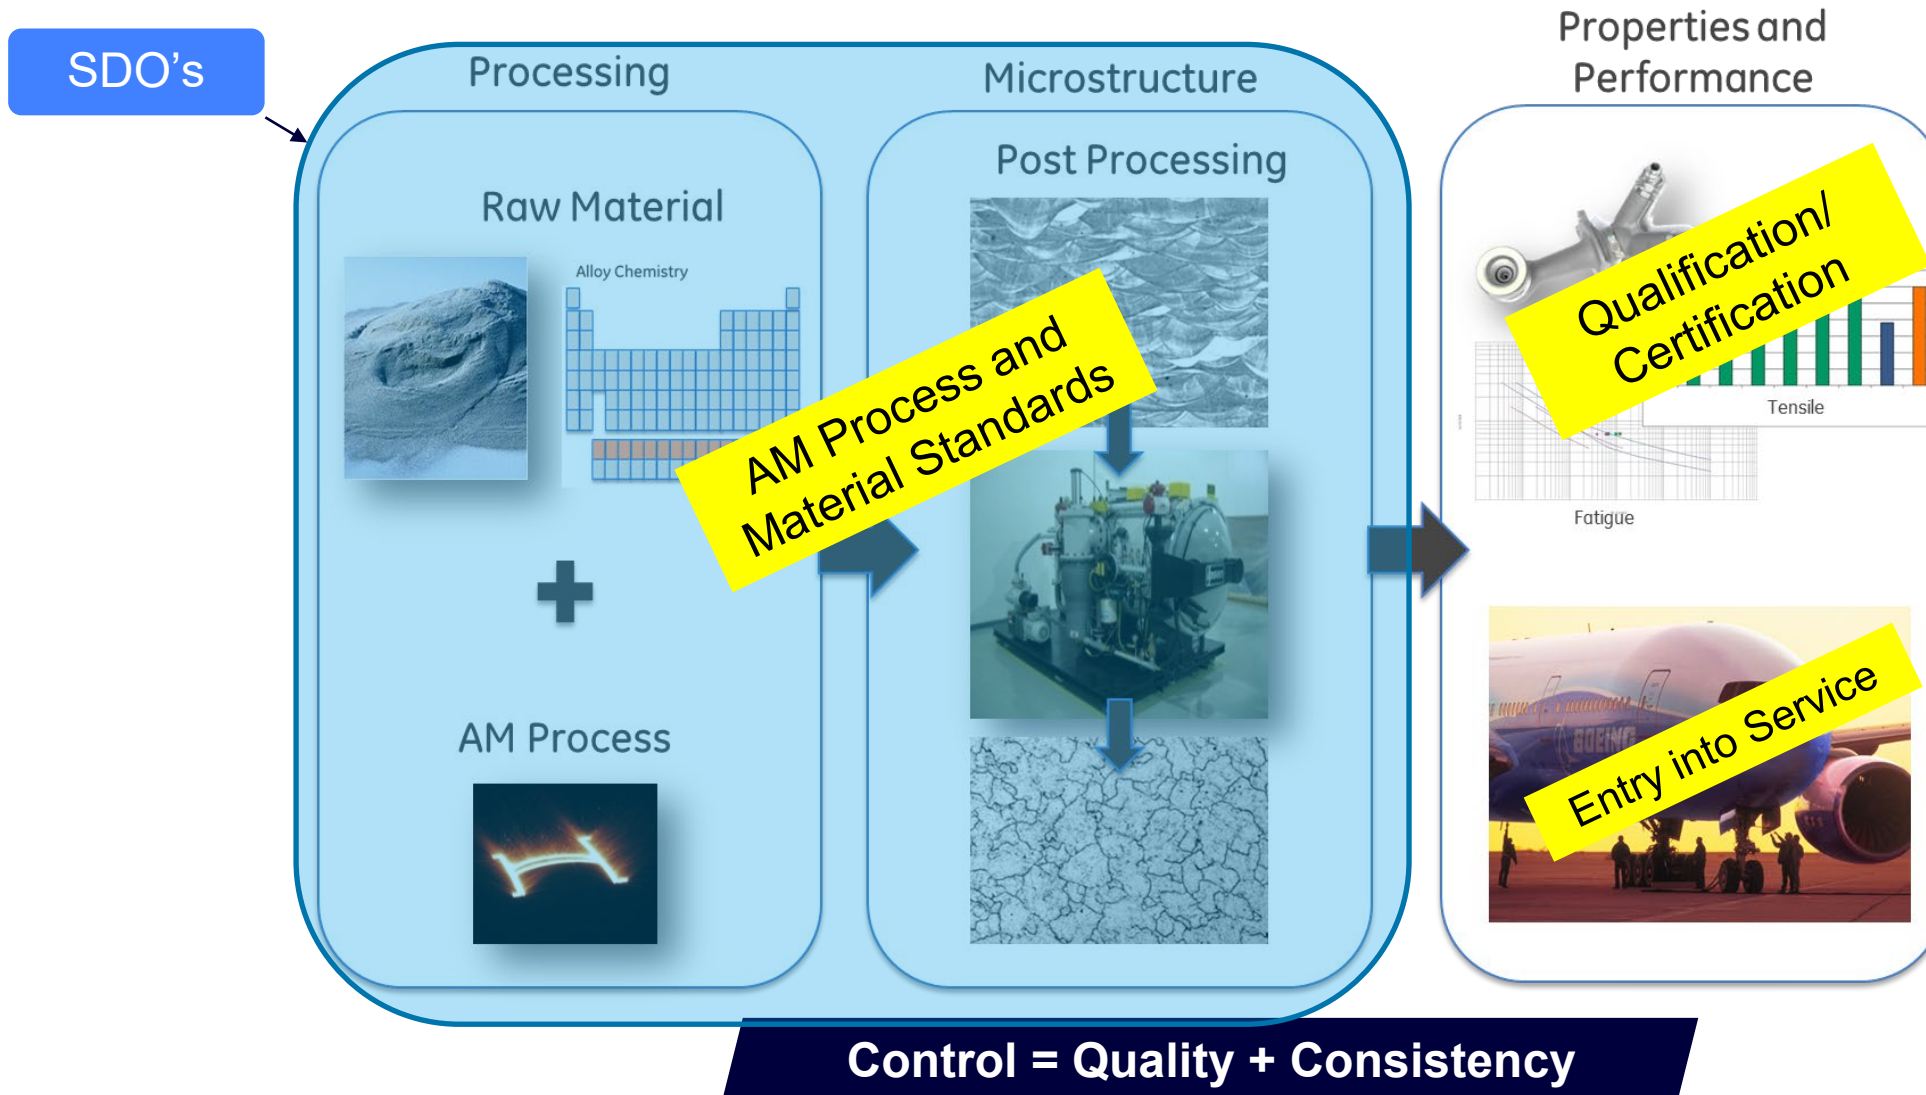 SDO's
Processing
Raw Material
Alloy Chemistry
AM Process
Microstructure
Post Processing
AM Process and
Material Standards
Properties and
Performance
Qualification/
Certification
Tensile
Fatigue
BOEING
Entry into Service
Control = Quality + Consistency